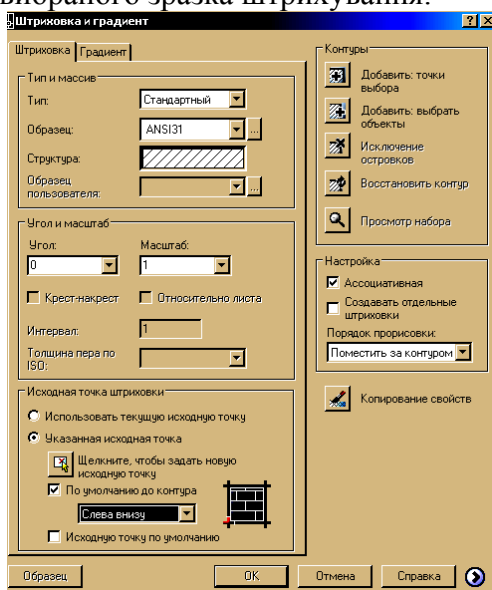 вибраного зразка штрихування.
Штриховка и градиент
Штриховка
Градиент
Тип и массив
Тип:
Стандартный
Образец:
ANSI31
...
Структура:
Образец
пользователя:
...
Угол и масштаб
Угол:
Масштаб:
0
1
Крест-накрест
Относительно листа
Интервал:
1
Толщина пера по
ISO:
Исходная точка штриховки
Использовать текущую исходную точку
Указанная исходная точка
Щелкните, чтобы задать новую
исходную точку
По умолчанию до контура
Слева внизу
Исходную точку по умолчанию
Контуры
Добавить: точки
выбора
Добавить: выбрать
объекты
Исключение
островков
Восстановить контур
Просмотр набора
Настройка
Ассоциативная
Создавать отдельные
штриховки
Порядок прорисовки:
Поместить за контуром
Копирование свойств
Образец
OK
Отмена
Справка